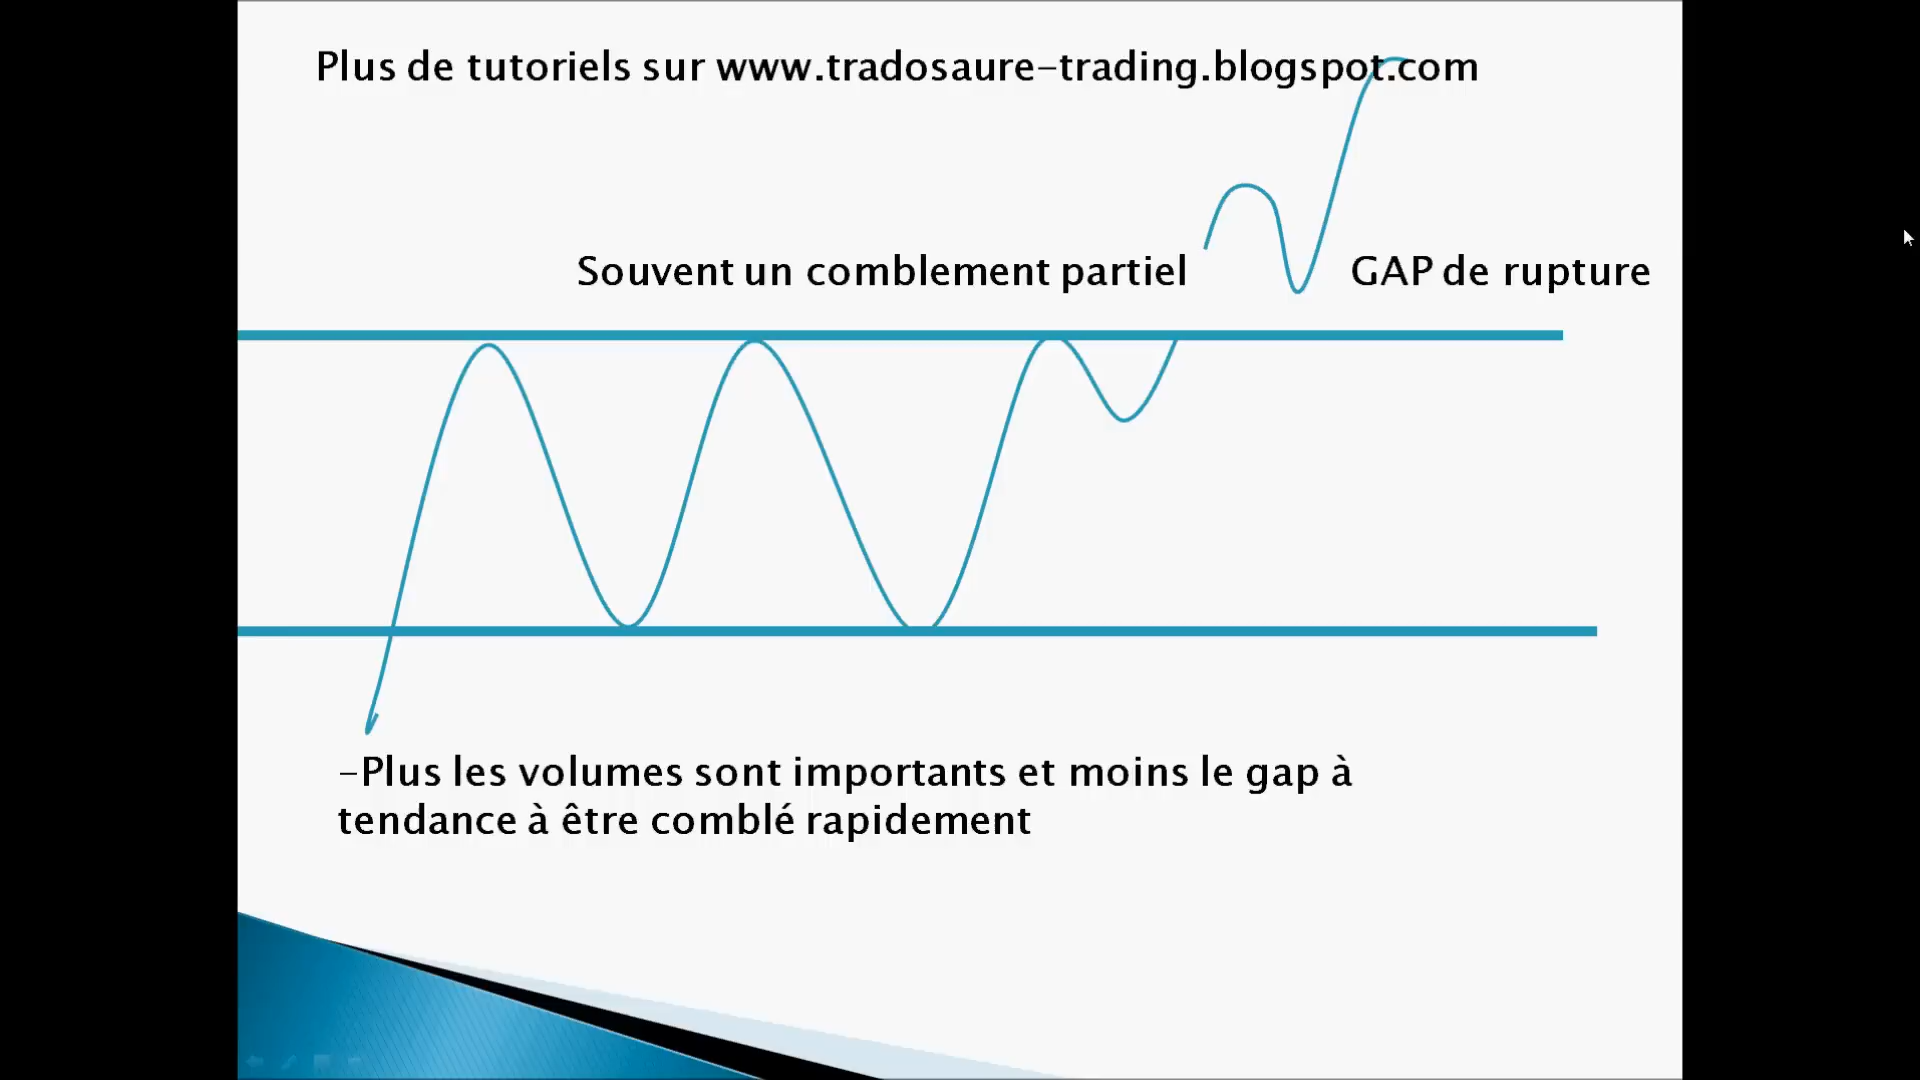 Plus de tutoriels sur www.tradosaure-trading.blogspot.com
Souvent un comblement partiel
GAP de rupture
-Plus les volumes sont importants et moins le gap à
tendance à être comblé rapidement